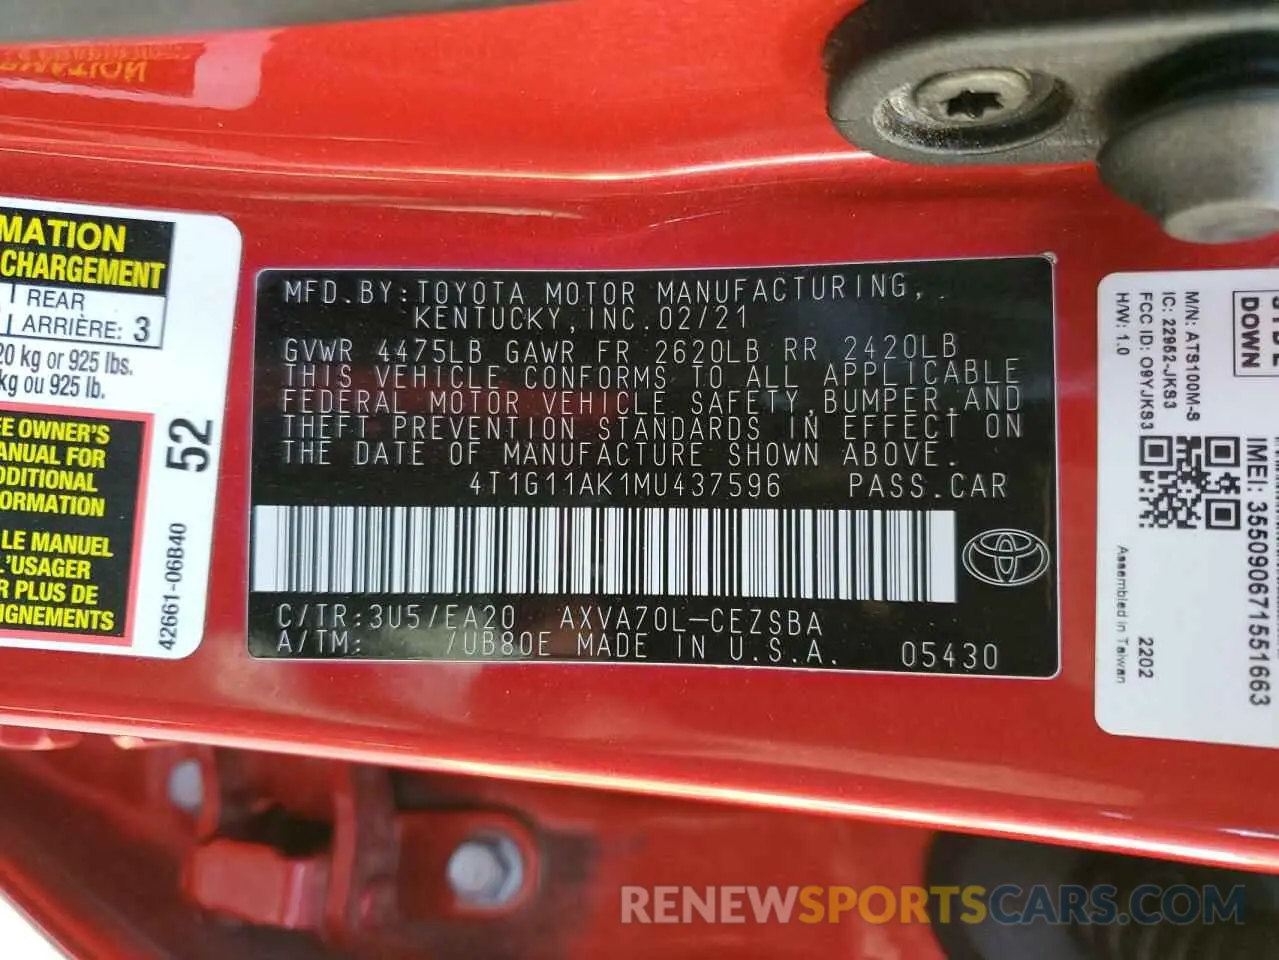 MATION
CHARGEMENT
REAR
ARRIÈRE: 3
20 kg or 925 lbs.
kg ou 925 lb.
EE OWNER'S
ANUAL FOR
DDITIONAL
FORMATION
LE MANUEL
L'USAGER
R PLUS DE
IGNEMENTS
52
42661-06B40
MFD.BY:TOYOTA MOTOR MANUFACTURING,
KENTUCKY,INC.02/21
GVWR 4475LB GAWR FR 2620LB RR 2420LB
THIS VEHICLE CONFORMS TO ALL APPLICABLE
FEDERAL MOTOR VEHICLE SAFETY,BUMPER,AND
THEFT PREVENTION STANDARDS IN EFFECT ON
THE DATE OF MANUFACTURE SHOWN ABOVE.
4T1G11AK1MU437596 PASS.CAR
C/TR:3U5/EA20 AXVA70L-CEZSBA
A/TM: /UB80E MADE IN U.S.A. 05430
DOWN
M/N: ATS100M-S
IC: 22952-JKS3
FCC ID: O9YJKS3
H/W: 1.0
IMEI: 355090671551663
2202
Assembled in Taiwan
RENEWSPORTSCARS.COM